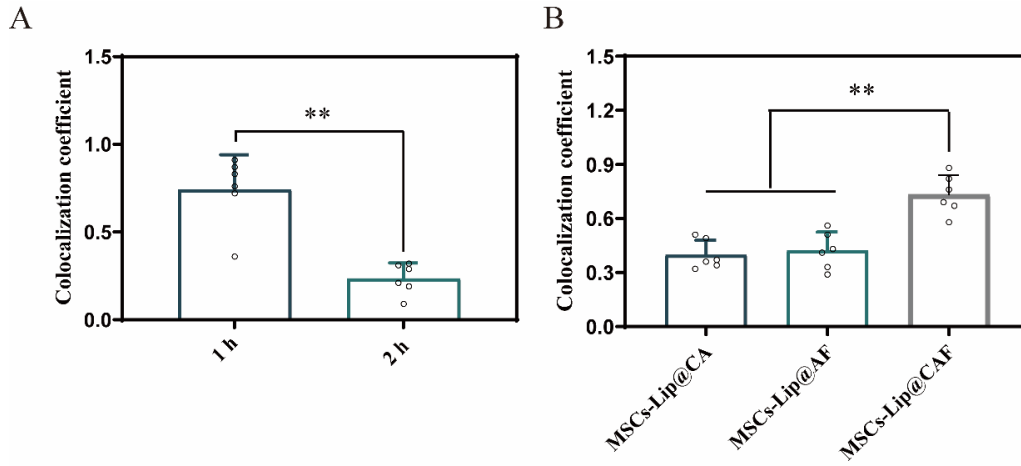 A
Colocalization coefficient
1.5
1.0
0.5
0.0
**
1 h
2 h
B
Colocalization coefficient
1.5
1.2
0.9
0.6
0.3
0.0
**
MSCs-Lip@CA
MSCs-Lip@AF
MSCs-Lip@CAF